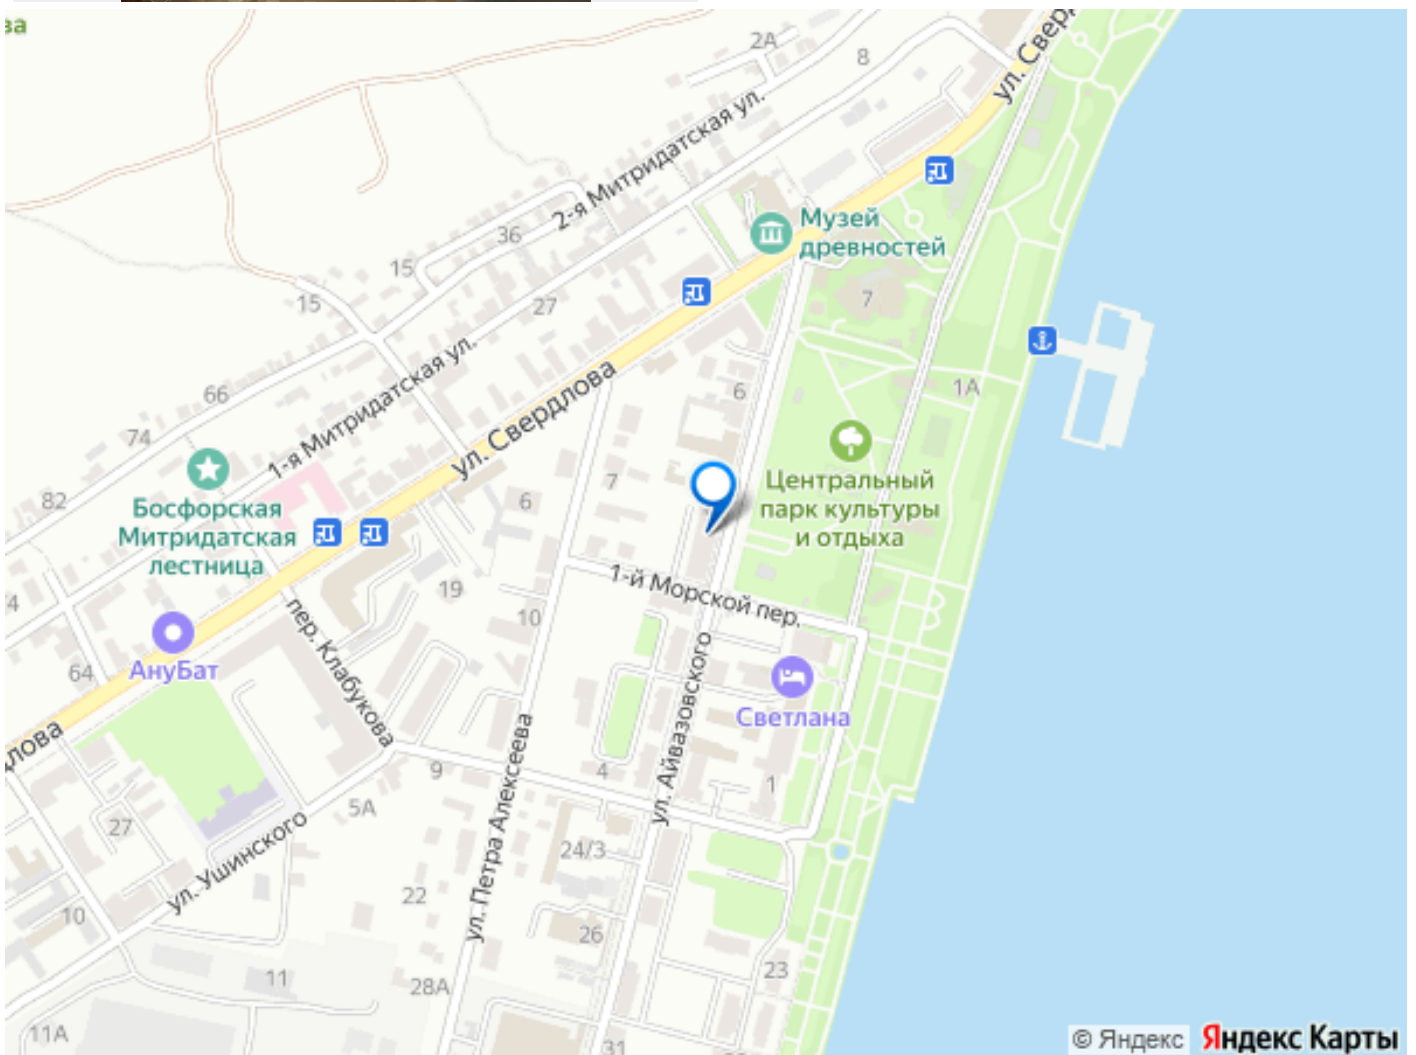 ва
2А
8
ул. Сверд
2-я Митридатская ул.
Музей
древностей
36
15
15
27
7
1-я Митридатская ул.
66
6
1А
74
ул. Свердлова
82
7
6
Центральный
парк культуры
и отдыха
Босфорская
Митридатская
лестница
1-й Морской пер.
19
10
4
пер. Клабукова
64
АнуБат
Светлана
ул. Айвазовского
длова
ул. Петра Алексеева
9
4
1
5А
27
ул. Ушинского
24/3
22
10
26
11
28А
23
11А
31
© Яндекс Яндекс Карты